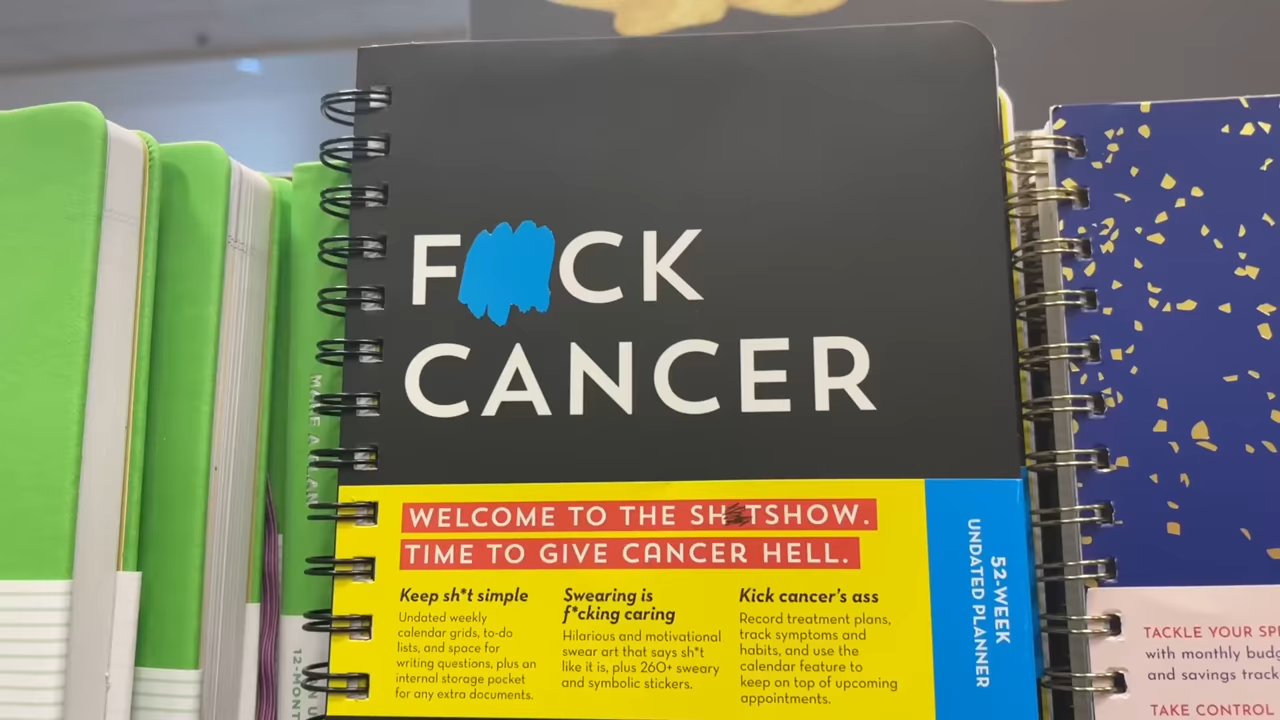 F CK
CANCER
WELCOME TO THE SH TSHOW.
TIME TO GIVE CANCER HELL.
Keep sh*t simple
Undated weekly
calendar grids, to-do
lists, and space for
writing questions, plus an
internal storage pocket
for any extra documents.
Swearing is
f*cking caring
Hilarious and motivational
swear art that says sh*t
like it is, plus 260+ sweary
and symbolic stickers.
Kick cancer's ass
Record treatment plans,
track symptoms and
habits, and use the
calendar feature to
keep on top of upcoming
appointments.
52-WEEK
UNDATED PLANNER
MAKE A PLAN
12-MONT
TACKLE YOUR SP
with monthly budg
and savings track
TAKE CONTROL